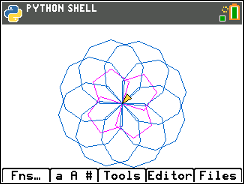 PYTHON SHELL
Fns… a A # Tools Editor Files